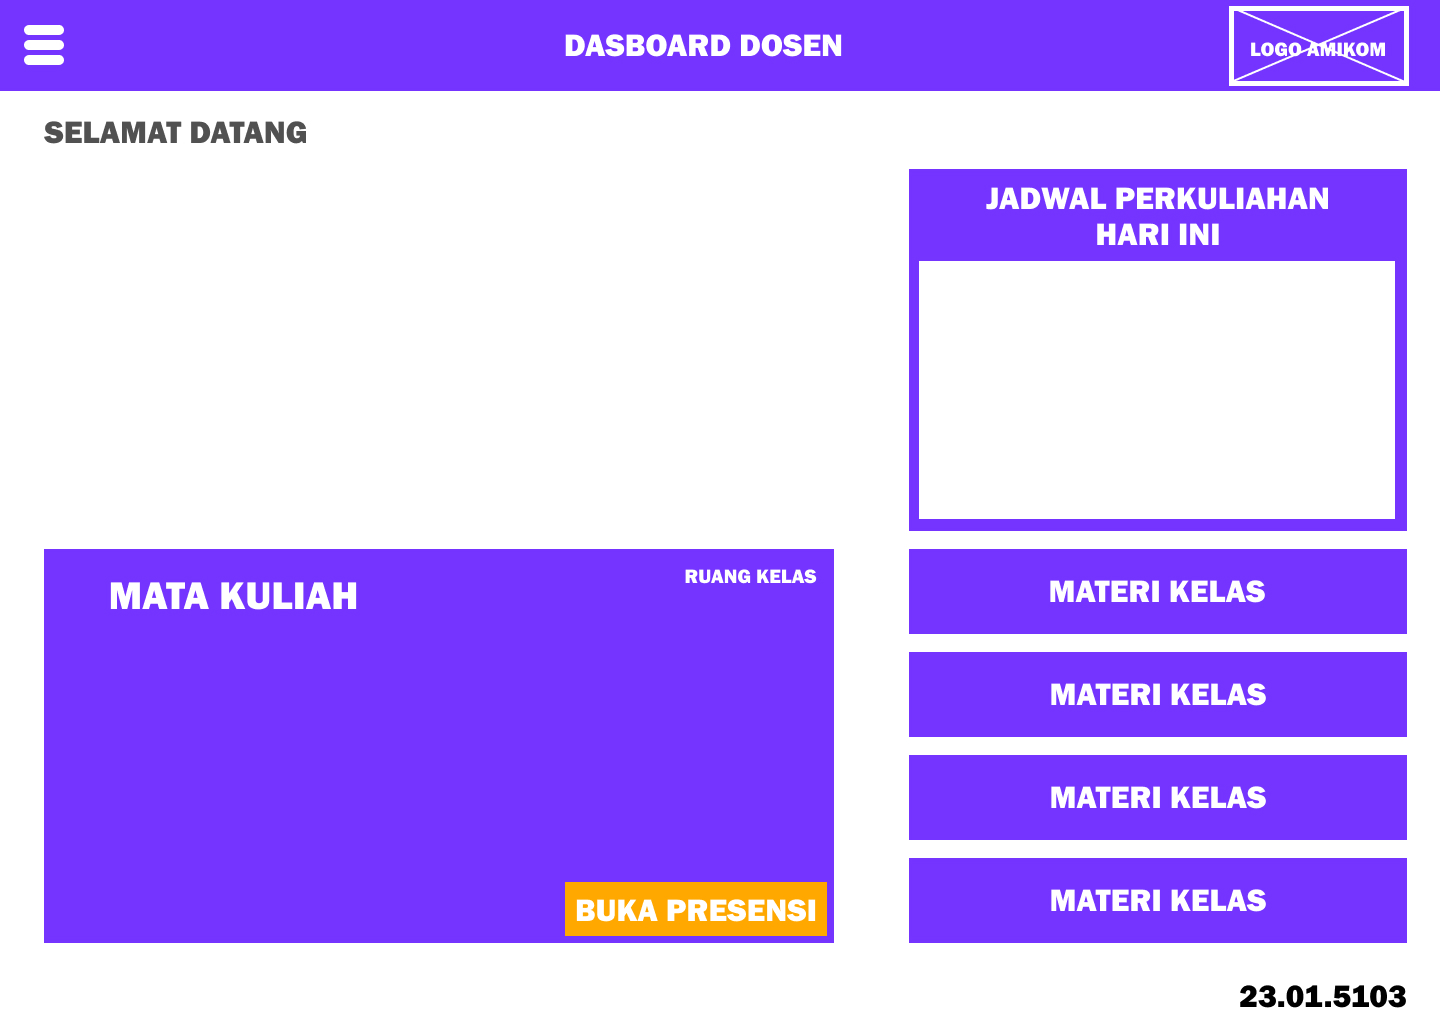 DASBOARD DOSEN
LOGO AMIKOM
SELAMAT DATANG
JADWAL PERKULIAHAN
HARI INI
MATA KULIAH
RUANG KELAS
BUKA PRESENSI
MATERI KELAS
MATERI KELAS
MATERI KELAS
MATERI KELAS
23.01.5103